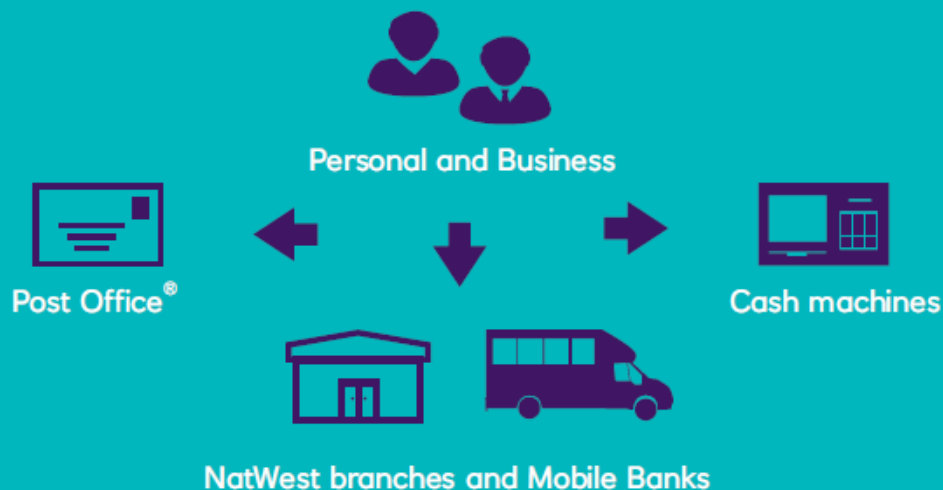 Personal and Business
Post Office®
Cash machines
NatWest branches and Mobile Banks